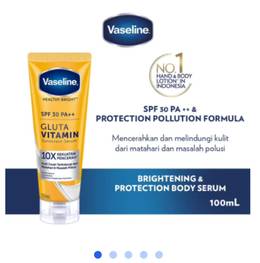 Vaseline
NO 1
HAND & BODY
LOTION* IN
INDONESIA
Vaseline
HEALTHY BRIGHT
SPF 30 PA++
GLUTA
VITAMIN
10X
SPF 30 PA ++ &
PROTECTION POLLUTION FORMULA
Mencerahkan dan melindungi kulit
dari matahari dan masalah polusi
BRIGHTENING &
PROTECTION BODY SERUM
100mL